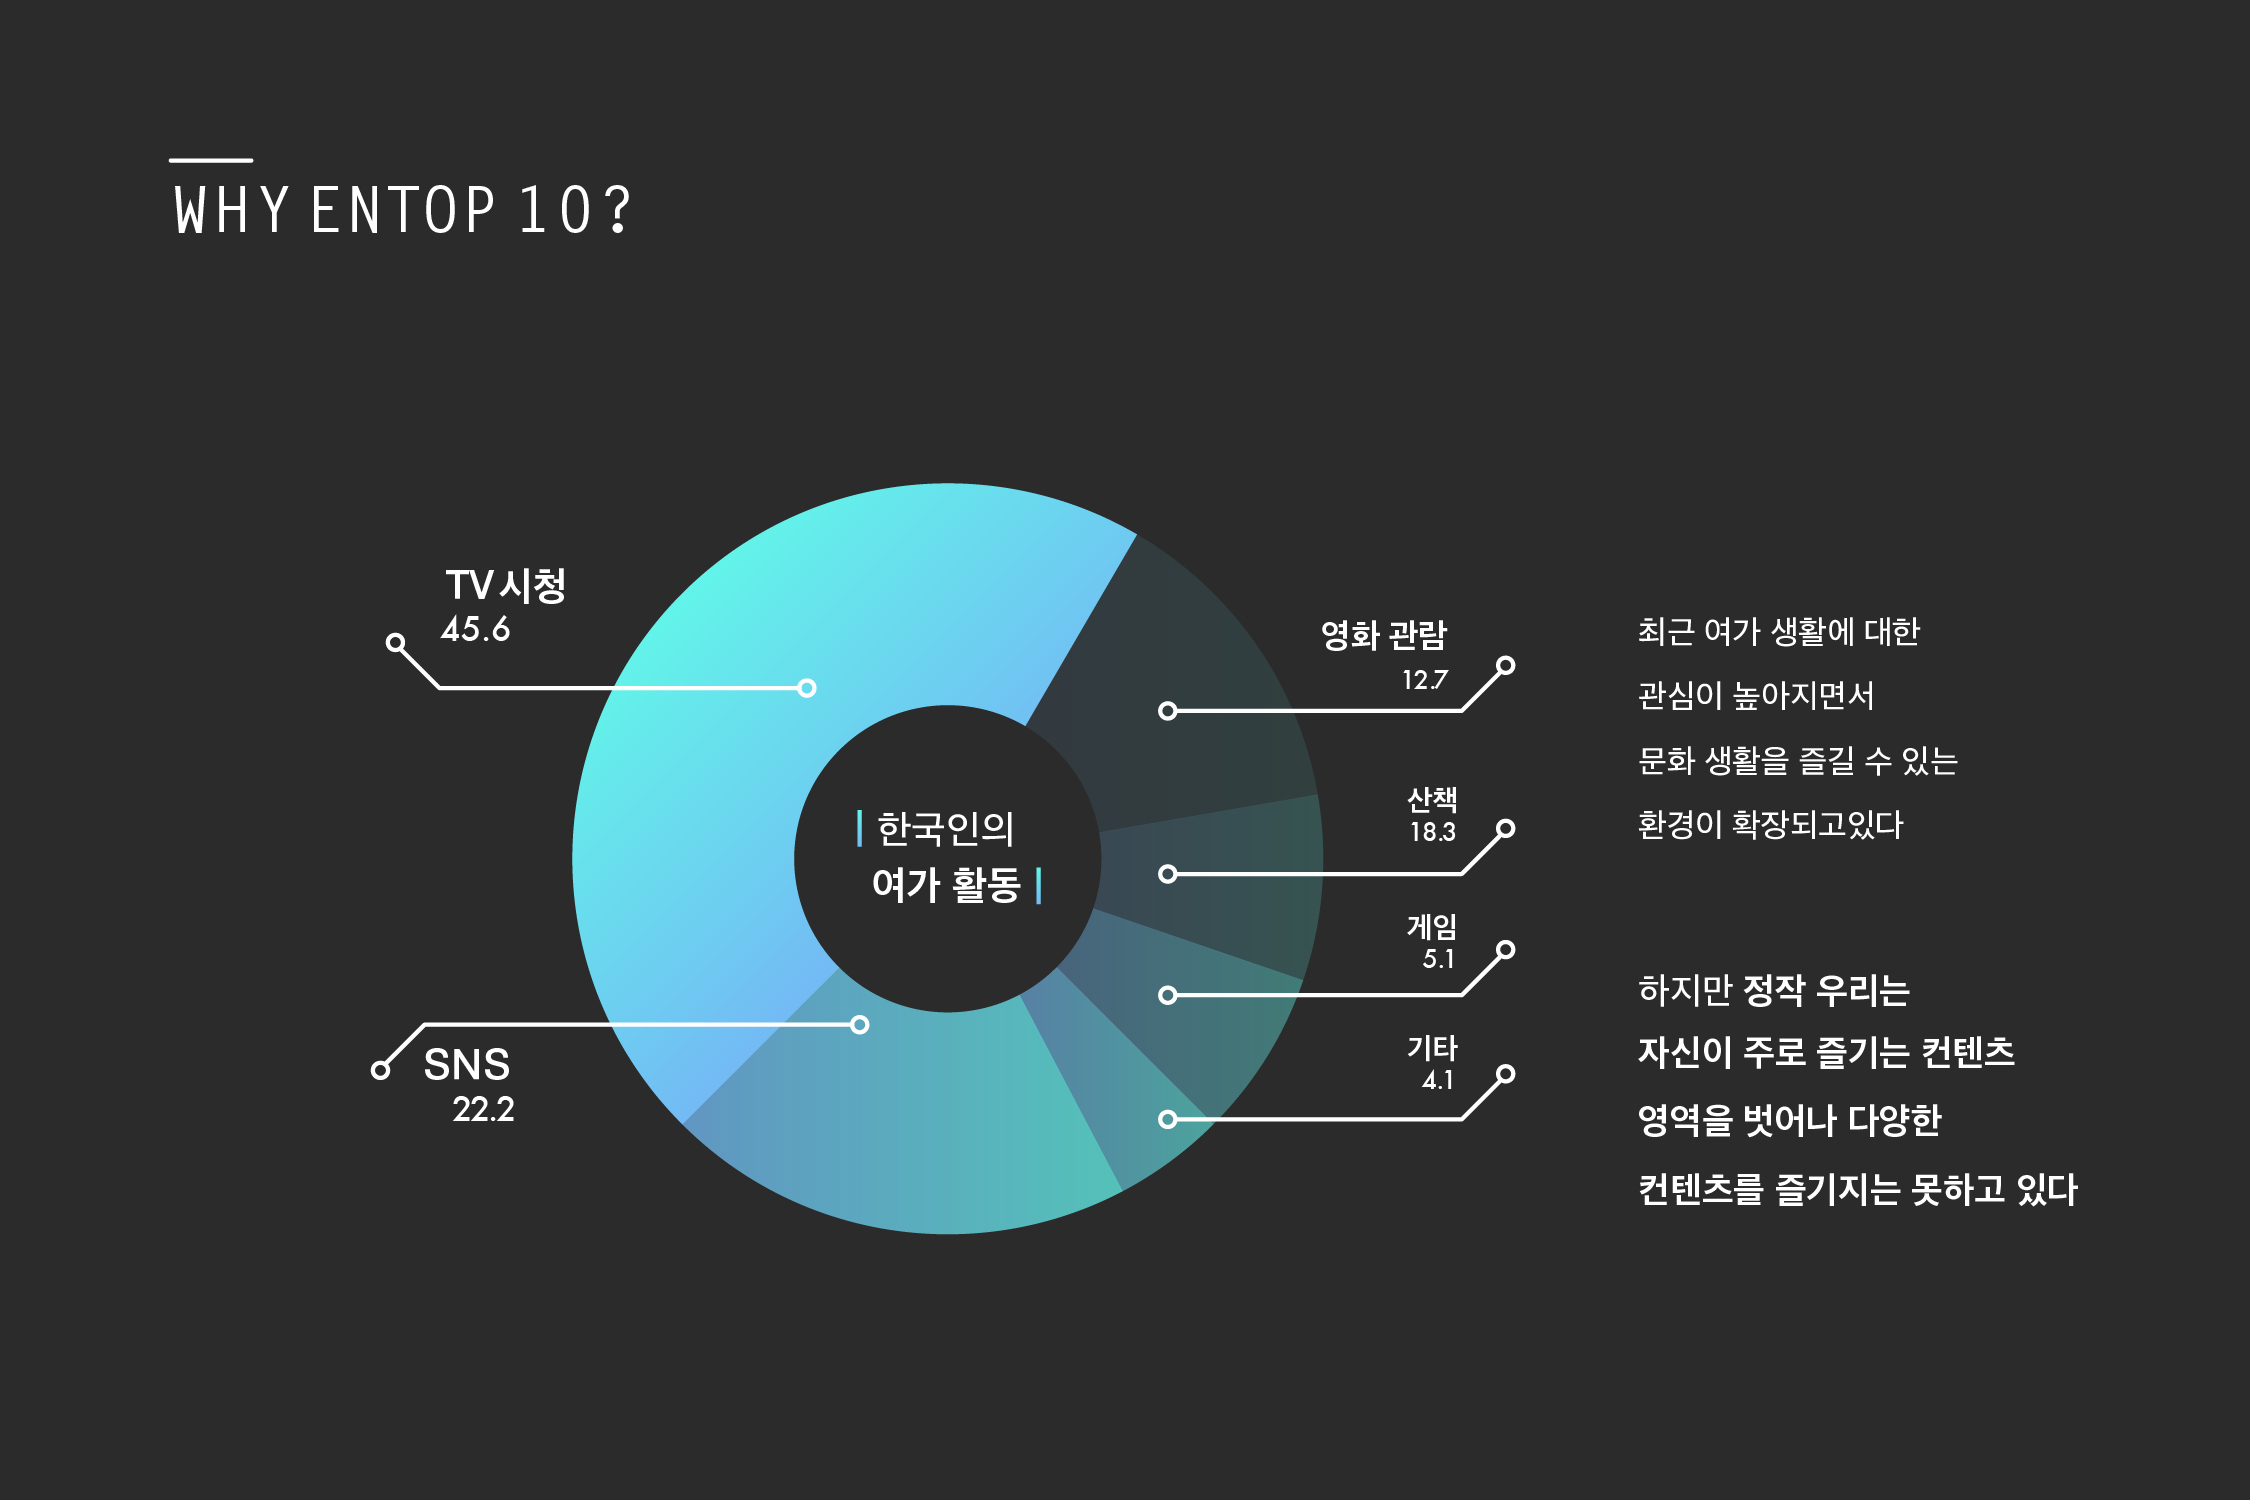 WHY ENTOP 10?
TV시청
45.6
SNS
22.2
한국인의
여가 활동
영화 관람
12.7
산책
18.3
게임
5.1
기타
4.1
최근 여가 생활에 대한
관심이 높아지면서
문화 생활을 즐길 수 있는
환경이 확장되고있다
하지만 정작 우리는
자신이 주로 즐기는 컨텐츠
영역을 벗어나 다양한
컨텐츠를 즐기지는 못하고 있다